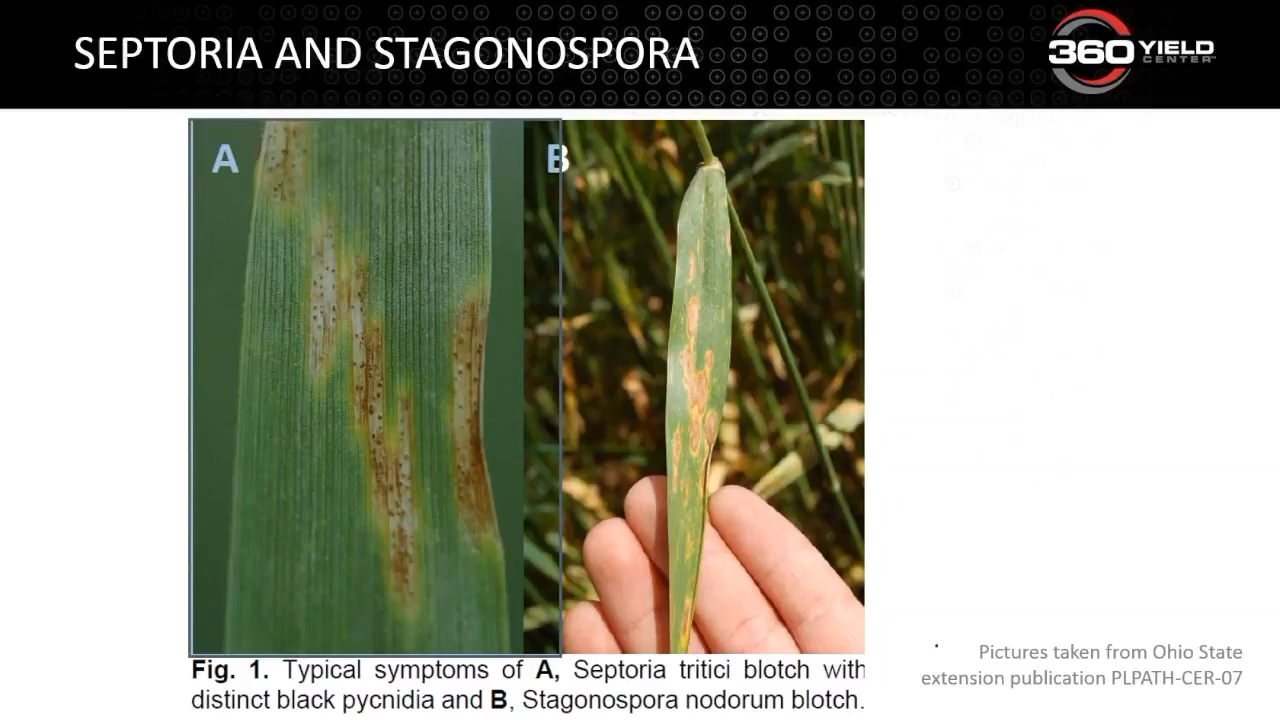 SEPTORIA AND STAGONOSPORA
360 YIELD
CENTER
A
B
Fig. 1. Typical symptoms of A, Septoria tritici blotch with
distinct black pycnidia and B, Stagonospora nodorum blotch.
Pictures taken from Ohio State
extension publication PLPATH-CER-07